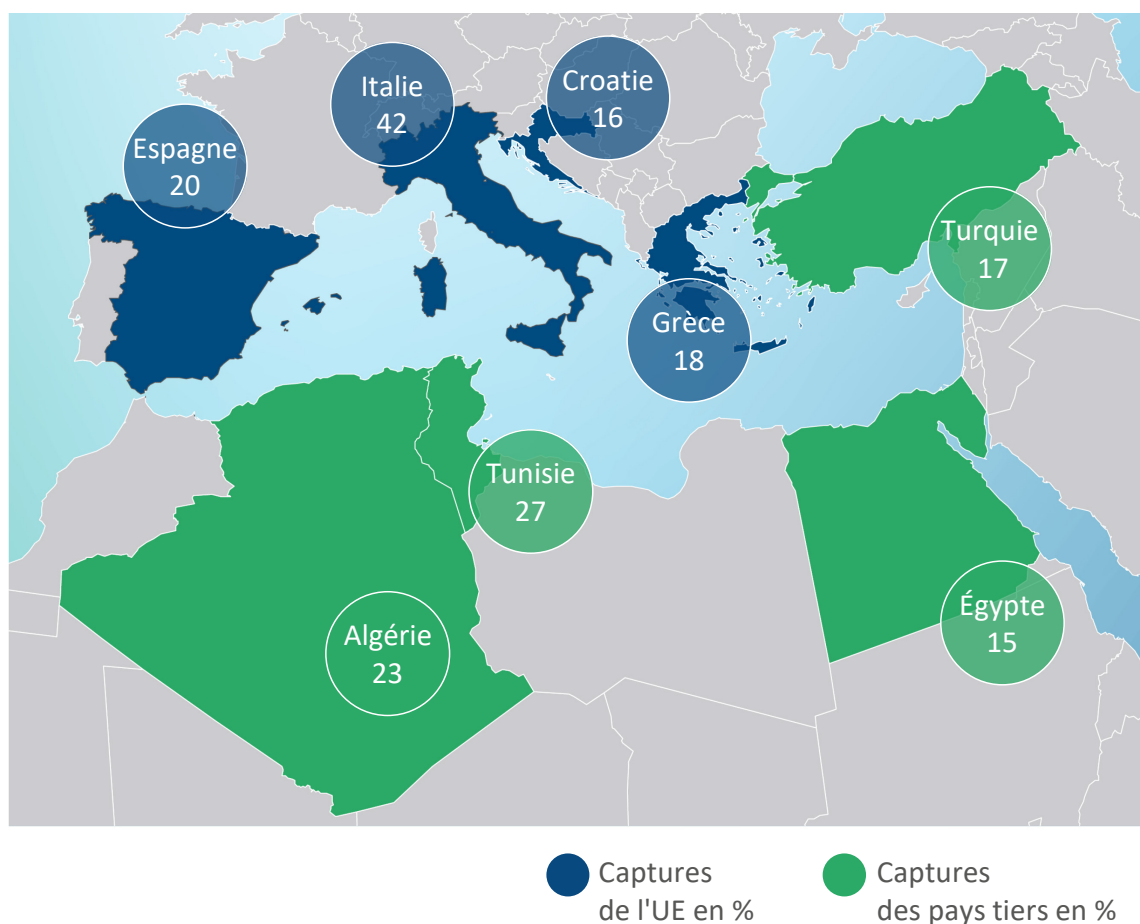 Italie
42
Croatie
16
Espagne
20
Turquie
17
Grèce
18
Tunisie
27
Algérie
23
Égypte
15
Captures
de l'UE en %
Captures
des pays tiers en %